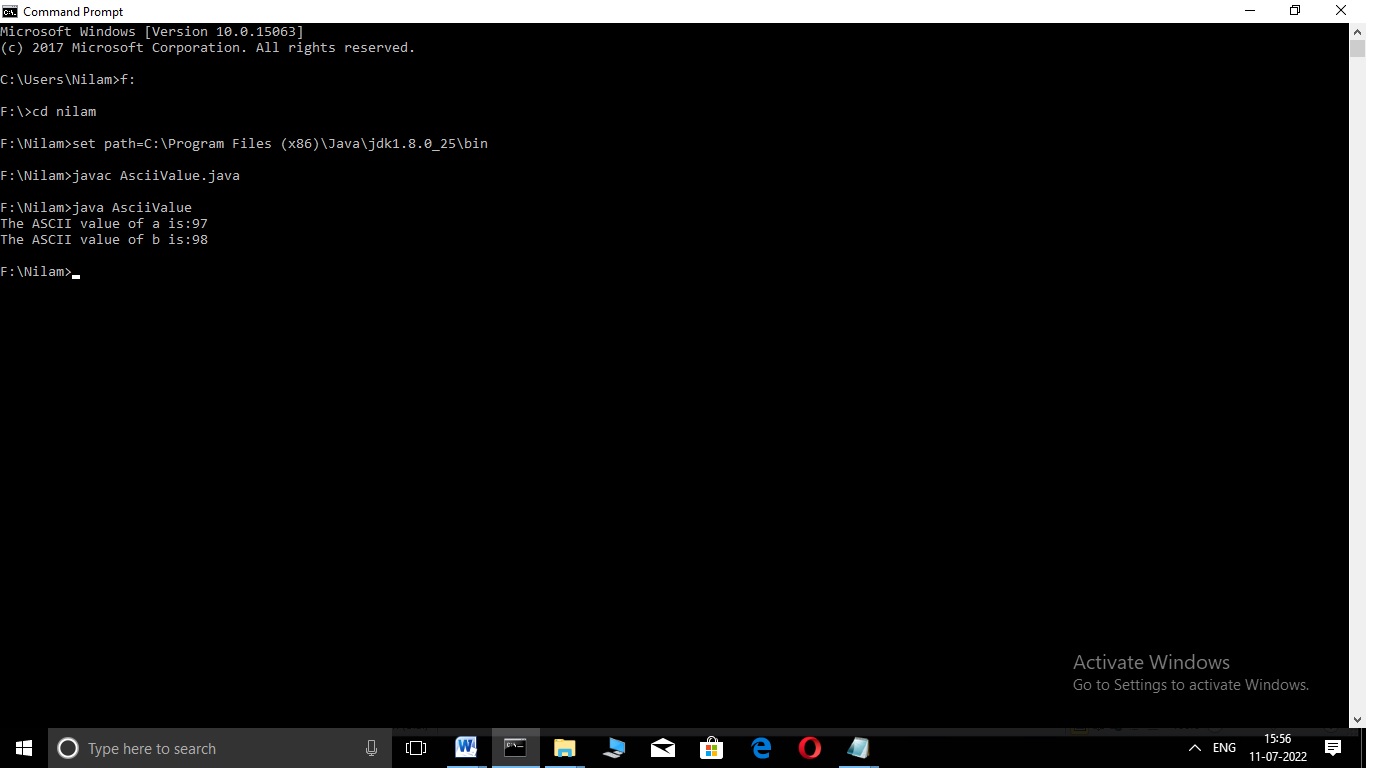 Command Prompt
Microsoft Windows [Version 10.0.15063]
(c) 2017 Microsoft Corporation. All rights reserved.
C:\Users\Nilam>f:
F:\>cd nilam
F:\Nilam>set path=C:\Program Files (x86)\Java\jdk1.8.0_25\bin
F:\Nilam>javac AsciiValue.java
F:\Nilam>java AsciiValue
The ASCII value of a is:97
The ASCII value of b is:98
F:\Nilam>
Activate Windows
Go to Settings to activate Windows.
Type here to search
ENG
15:56
11-07-2022